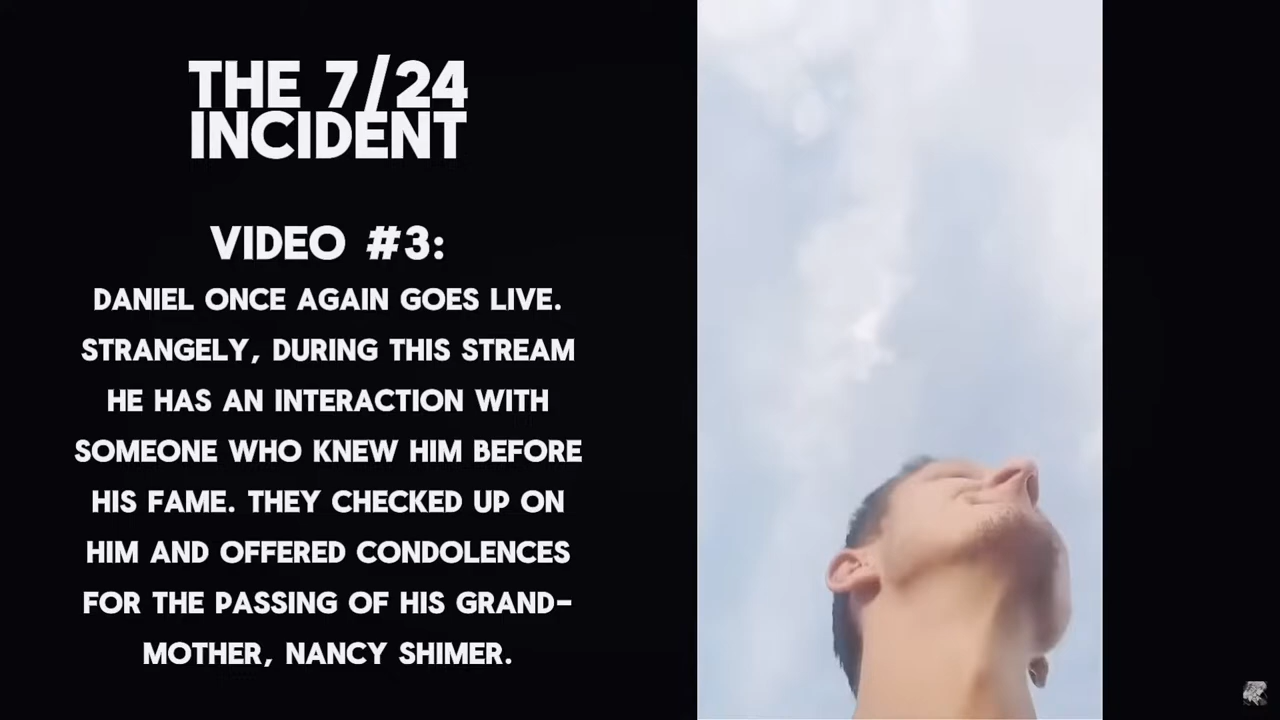 THE 7/24
INCIDENT
VIDEO #3:
DANIEL ONCE AGAIN GOES LIVE.
STRANGELY, DURING THIS STREAM
HE HAS AN INTERACTION WITH
SOMEONE WHO KNEW HIM BEFORE
HIS FAME. THEY CHECKED UP ON
HIM AND OFFERED CONDOLENCES
FOR THE PASSING OF HIS GRAND-
MOTHER, NANCY SHIMER.